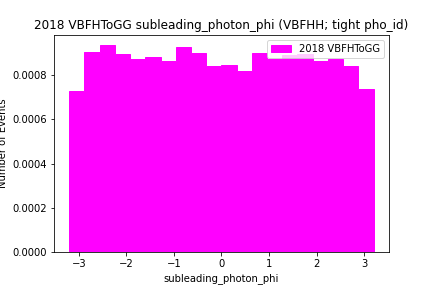 2018 VBFHToGG subleading_photon_phi (VBFHH; tight pho_id)
2018 VBFHToGG
Number of Events
0.0008
0.0006
0.0004
0.0002
0.0000
−3 −2 −1 0 1 2 3
subleading_photon_phi